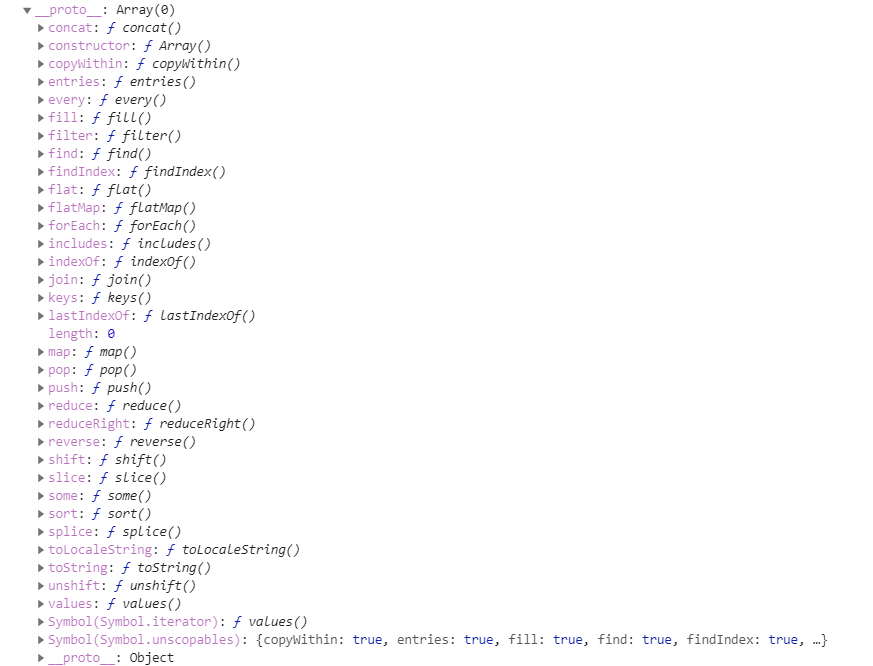 __proto__: Array(0)
concat: ƒ concat()
constructor: ƒ Array()
copyWithin: ƒ copyWithin()
entries: ƒ entries()
every: ƒ every()
fill: ƒ fill()
filter: ƒ filter()
find: ƒ find()
findIndex: ƒ findIndex()
flat: ƒ flat()
flatMap: ƒ flatMap()
forEach: ƒ forEach()
includes: ƒ includes()
indexOf: ƒ indexOf()
join: ƒ join()
keys: ƒ keys()
lastIndexOf: ƒ lastIndexOf()
length: 0
map: ƒ map()
pop: ƒ pop()
push: ƒ push()
reduce: ƒ reduce()
reduceRight: ƒ reduceRight()
reverse: ƒ reverse()
shift: ƒ shift()
slice: ƒ slice()
some: ƒ some()
sort: ƒ sort()
splice: ƒ splice()
toLocaleString: ƒ toLocaleString()
toString: ƒ toString()
unshift: ƒ unshift()
values: ƒ values()
Symbol(Symbol.iterator): ƒ values()
Symbol(Symbol.unscopables): {copyWithin: true, entries: true, fill: true, find: true, findIndex: true, …}
__proto__: Object